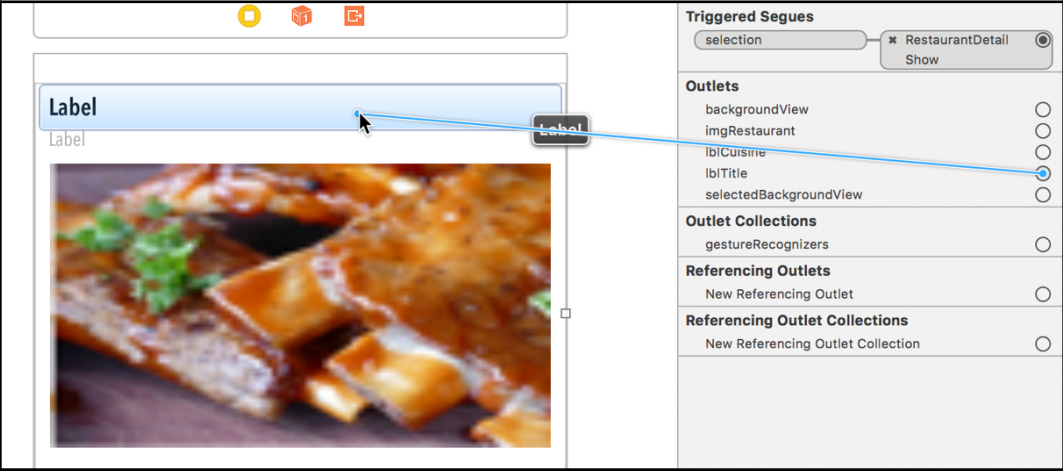 1
Label
Label
Label
Triggered Segues
selection
RestaurantDetail
Show
Outlets
backgroundView
imgRestaurant
lblCuisine
lblTitle
selectedBackgroundView
Outlet Collections
gestureRecognizers
Referencing Outlets
New Referencing Outlet
Referencing Outlet Collections
New Referencing Outlet Collection